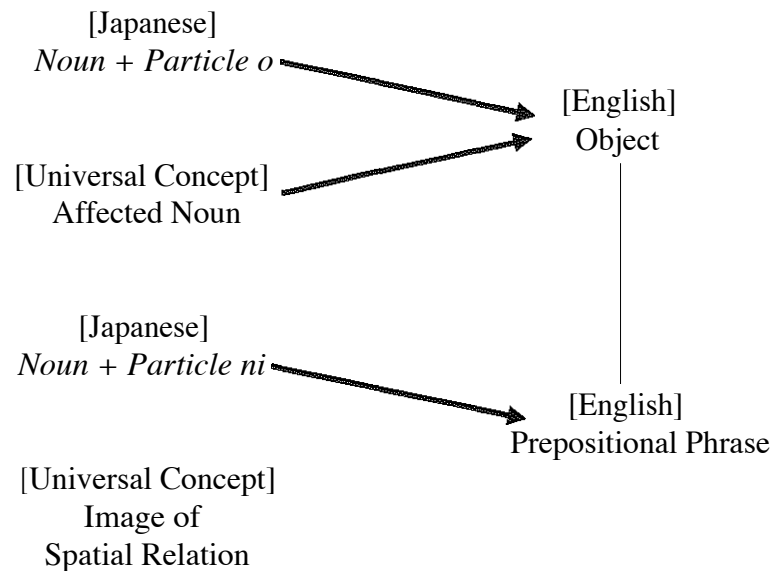 [Japanese]
Noun + Particle o
[English]
Object
[Universal Concept]
Affected Noun
[Japanese]
Noun + Particle ni
[English]
Prepositional Phrase
[Universal Concept]
Image of
Spatial Relation